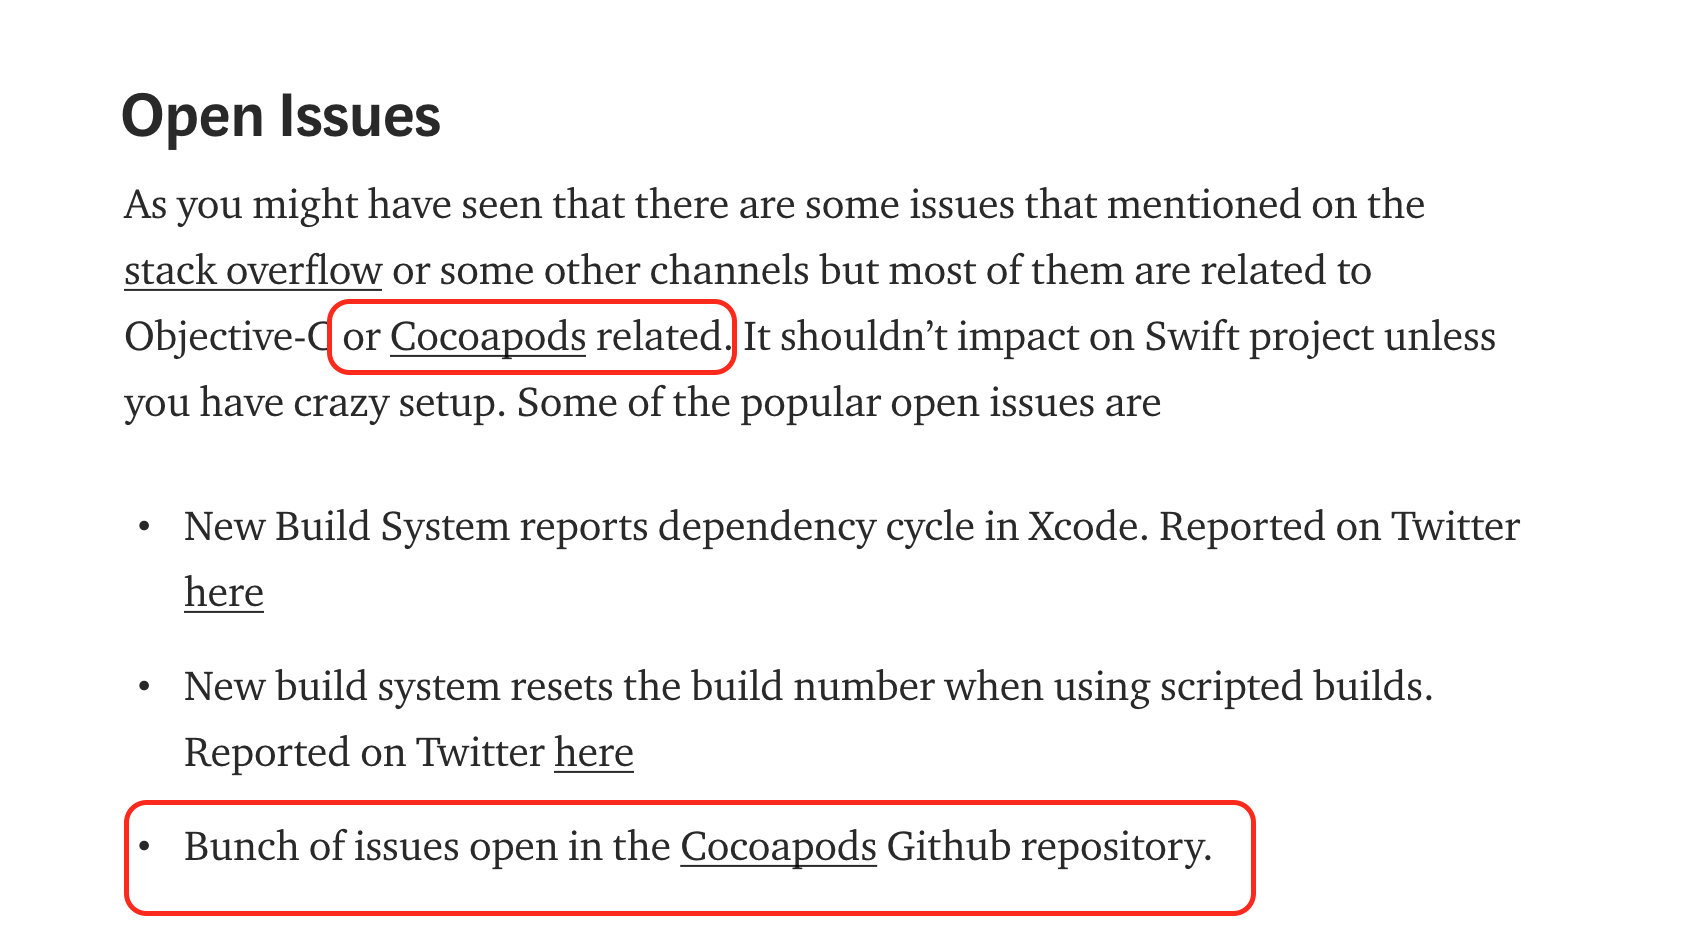 Open Issues
As you might have seen that there are some issues that mentioned on the
stack overflow or some other channels but most of them are related to
Objective-C or Cocoapods related. It shouldn’t impact on Swift project unless
you have crazy setup. Some of the popular open issues are
• New Build System reports dependency cycle in Xcode. Reported on Twitter
here
• New build system resets the build number when using scripted builds.
Reported on Twitter here
• Bunch of issues open in the Cocoapods Github repository.